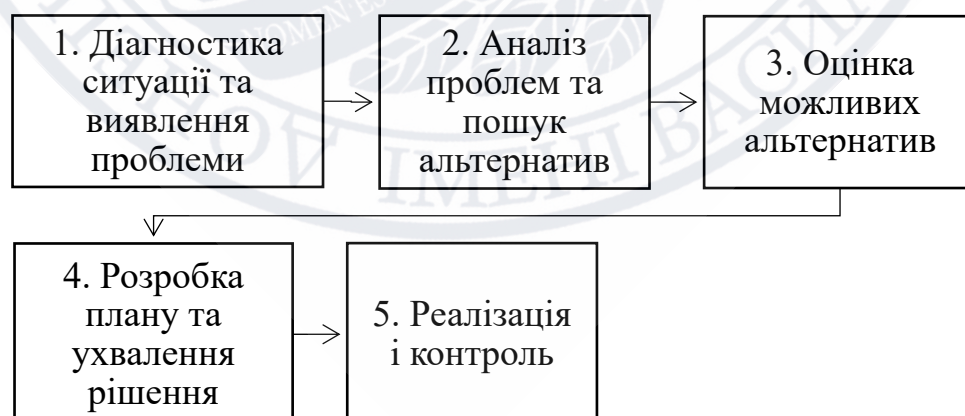 1. Діагностика
ситуації та
виявлення
проблеми
2. Аналіз
проблем та
пошук
альтернатив
3. Оцінка
можливих
альтернатив
4. Розробка
плану та
ухвалення
рішення
5. Реалізація
і контроль
ІМЕНІ